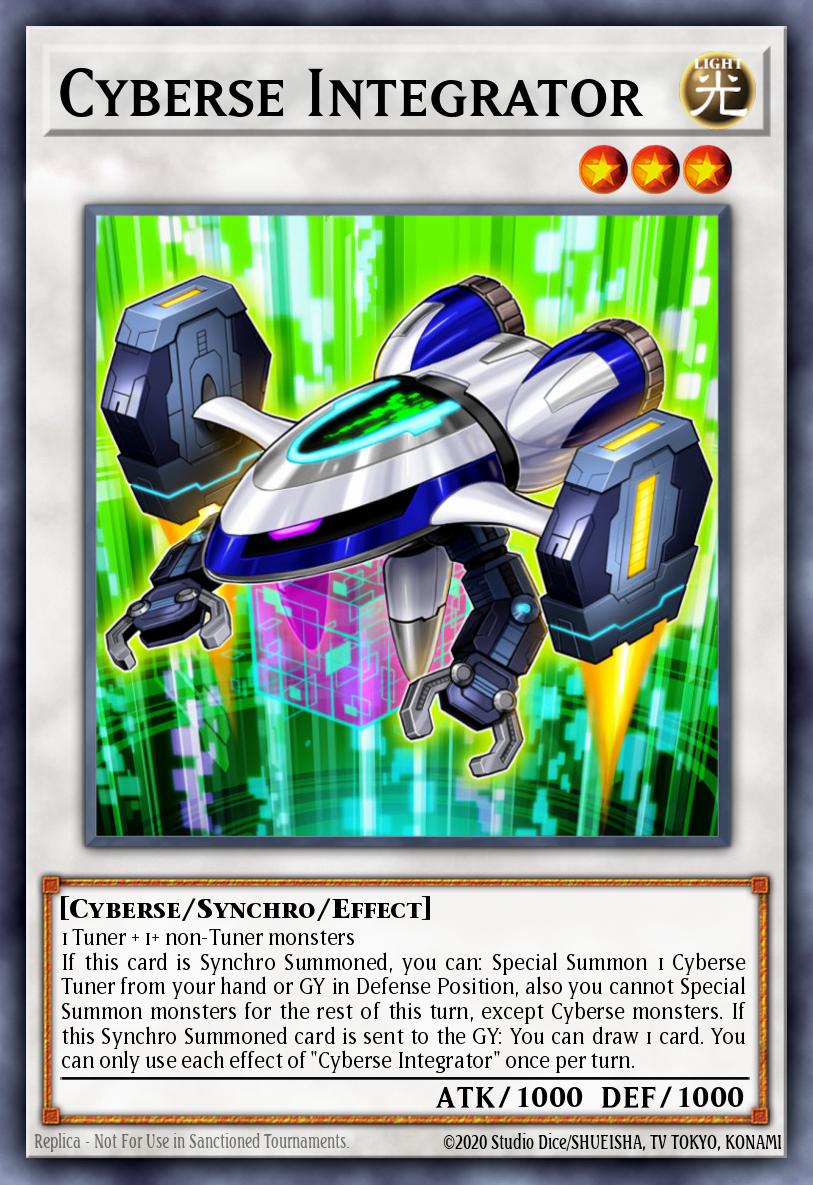 Cyberse Integrator
LIGHT
光
[Cyberse/Synchro/Effect]
1 Tuner + 1+ non-Tuner monsters
If this card is Synchro Summoned, you can: Special Summon 1 Cyberse
Tuner from your hand or GY in Defense Position, also you cannot Special
Summon monsters for the rest of this turn, except Cyberse monsters. If
this Synchro Summoned card is sent to the GY: You can draw 1 card. You
can only use each effect of "Cyberse Integrator" once per turn.
ATK/1000 DEF/1000
Replica - Not For Use in Sanctioned Tournaments.
©2020 Studio Dice/SHUEISHA, TV TOKYO, KONAMI